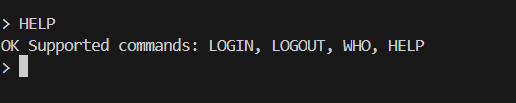 > HELP
OK Supported commands: LOGIN, LOGOUT, WHO, HELP
>